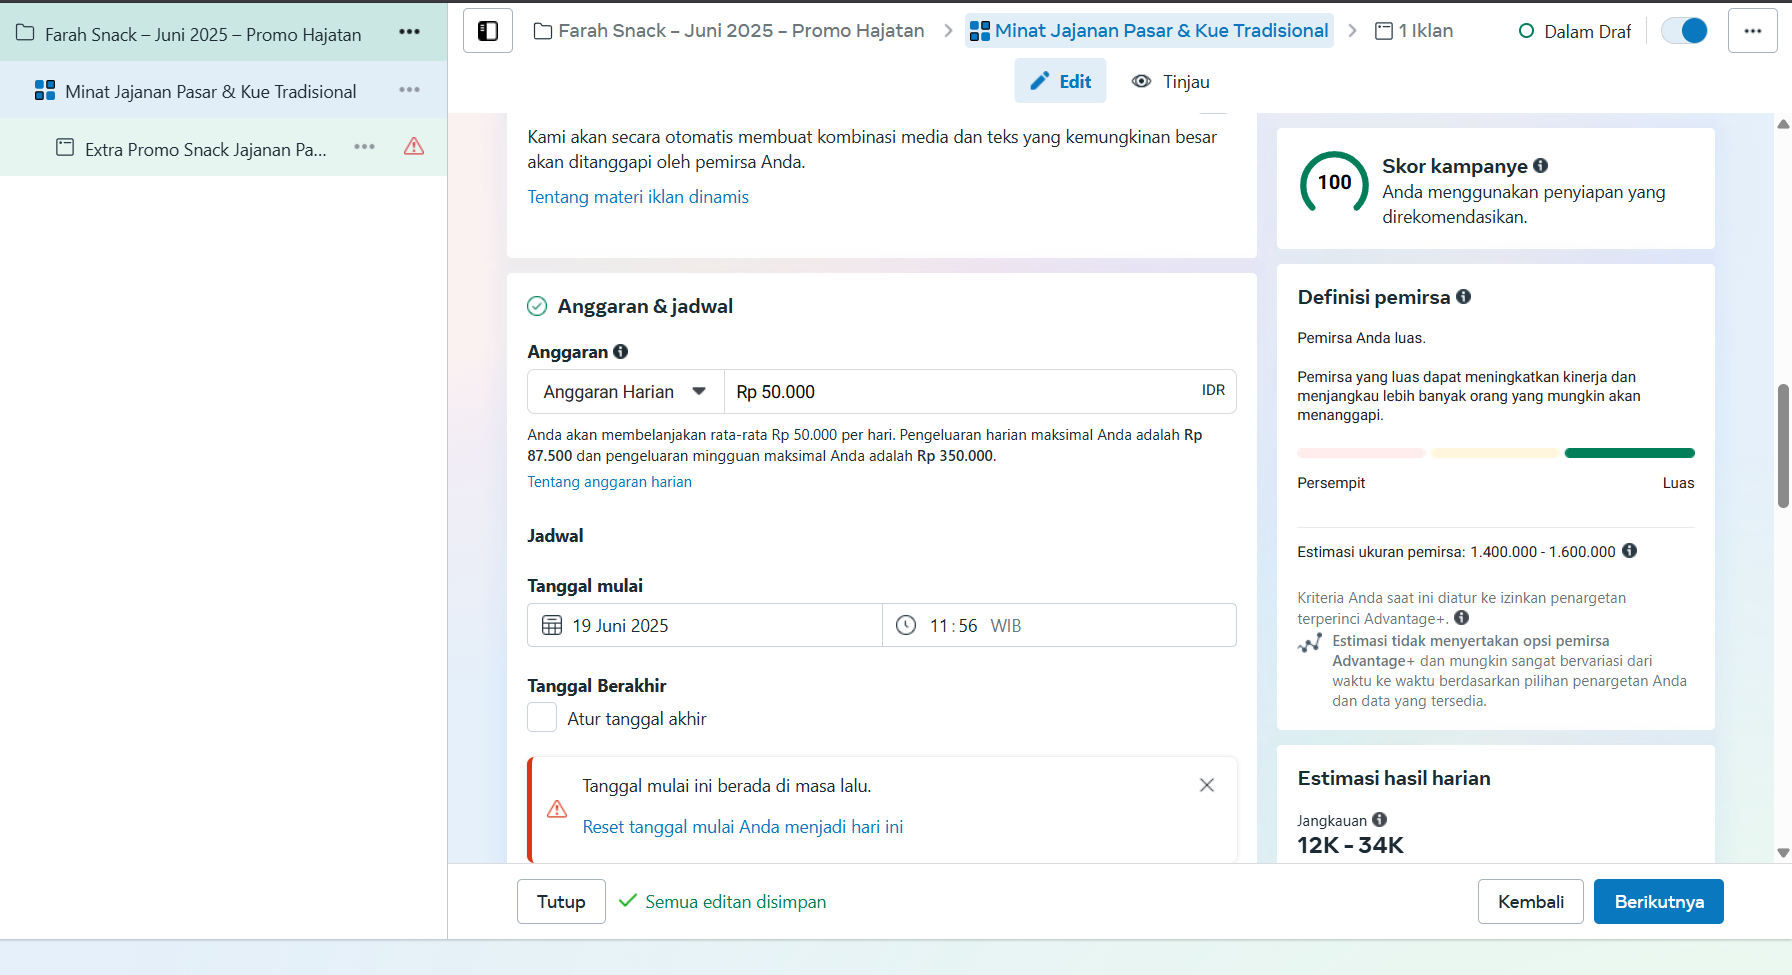 Farah Snack – Juni 2025 – Promo Hajatan
Minat Jajanan Pasar & Kue Tradisional
Extra Promo Snack Jajanan Pa...
Farah Snack – Juni 2025 – Promo Hajatan
Minat Jajanan Pasar & Kue Tradisional
1 Iklan
Dalam Draf
Edit
Tinjau
Kami akan secara otomatis membuat kombinasi media dan teks yang kemungkinan besar
akan ditanggapi oleh pemirsa Anda.
Tentang materi iklan dinamis
Anggaran & jadwal
Anggaran
Anggaran Harian
Rp 50.000
IDR
Anda akan membelanjakan rata-rata Rp 50.000 per hari. Pengeluaran harian maksimal Anda adalah Rp
87.500 dan pengeluaran mingguan maksimal Anda adalah Rp 350.000.
Tentang anggaran harian
Jadwal
Tanggal mulai
19 Juni 2025
11 : 56 WIB
Tanggal Berakhir
Atur tanggal akhir
Tanggal mulai ini berada di masa lalu.
Reset tanggal mulai Anda menjadi hari ini
100
Skor kampanye
Anda menggunakan penyiapan yang
direkomendasikan.
Definisi pemirsa
Pemirsa Anda luas.
Pemirsa yang luas dapat meningkatkan kinerja dan
menjangkau lebih banyak orang yang mungkin akan
menanggapi.
Persempit
Luas
Estimasi ukuran pemirsa: 1.400.000 - 1.600.000
Kriteria Anda saat ini diatur ke izinkan penargetan
terperinci Advantage+.
Estimasi tidak menyertakan opsi pemirsa
Advantage+ dan mungkin sangat bervariasi dari
waktu ke waktu berdasarkan pilihan penargetan Anda
dan data yang tersedia.
Estimasi hasil harian
Jangkauan
12K - 34K
Tutup
Semua editan disimpan
Kembali
Berikutnya